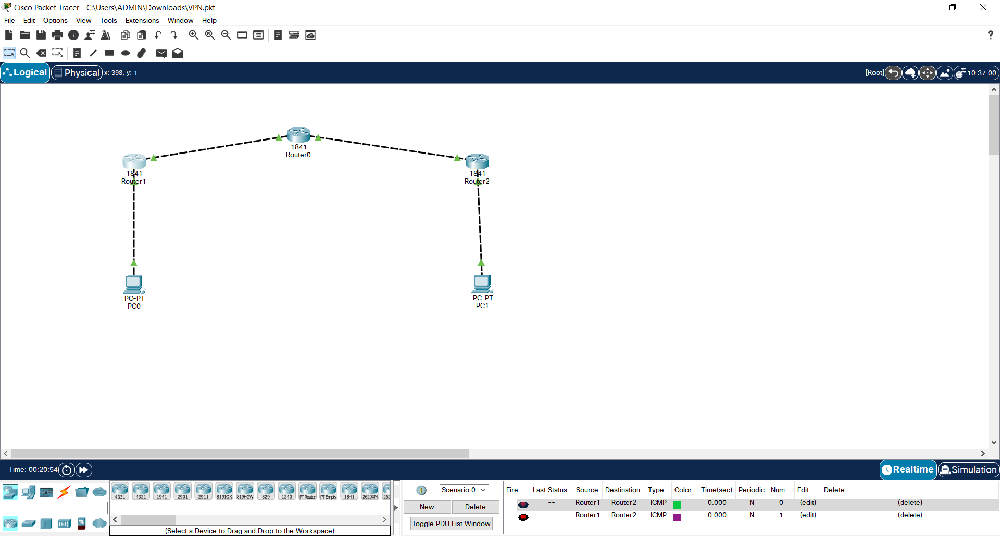 Cisco Packet Tracer - C:\Users\ADMIN\Downloads\VPN.pkt
File Edit Options View Tools Extensions Window Help
?
Logical Physical x: 398, y: 1 [Root] 10:37:00
1841
Router0
1841
Router1
1841
Router2
PC-PT
PC0
PC-PT
PC1
Time: 00:20:54 Realtime Simulation
4331 4321 1941 2901 2911 819IOX 819HGW 829 1240 PT-Router PT-Empty 1841 2620XM 262
(Select a Device to Drag and Drop to the Workspace)
Scenario 0
New Delete
Toggle PDU List Window
Fire Last Status Source Destination Type Color Time(sec) Periodic Num Edit Delete
-- Router1 Router2 ICMP 0.000 N 0 (edit) (delete)
-- Router1 Router2 ICMP 0.000 N 1 (edit) (delete)